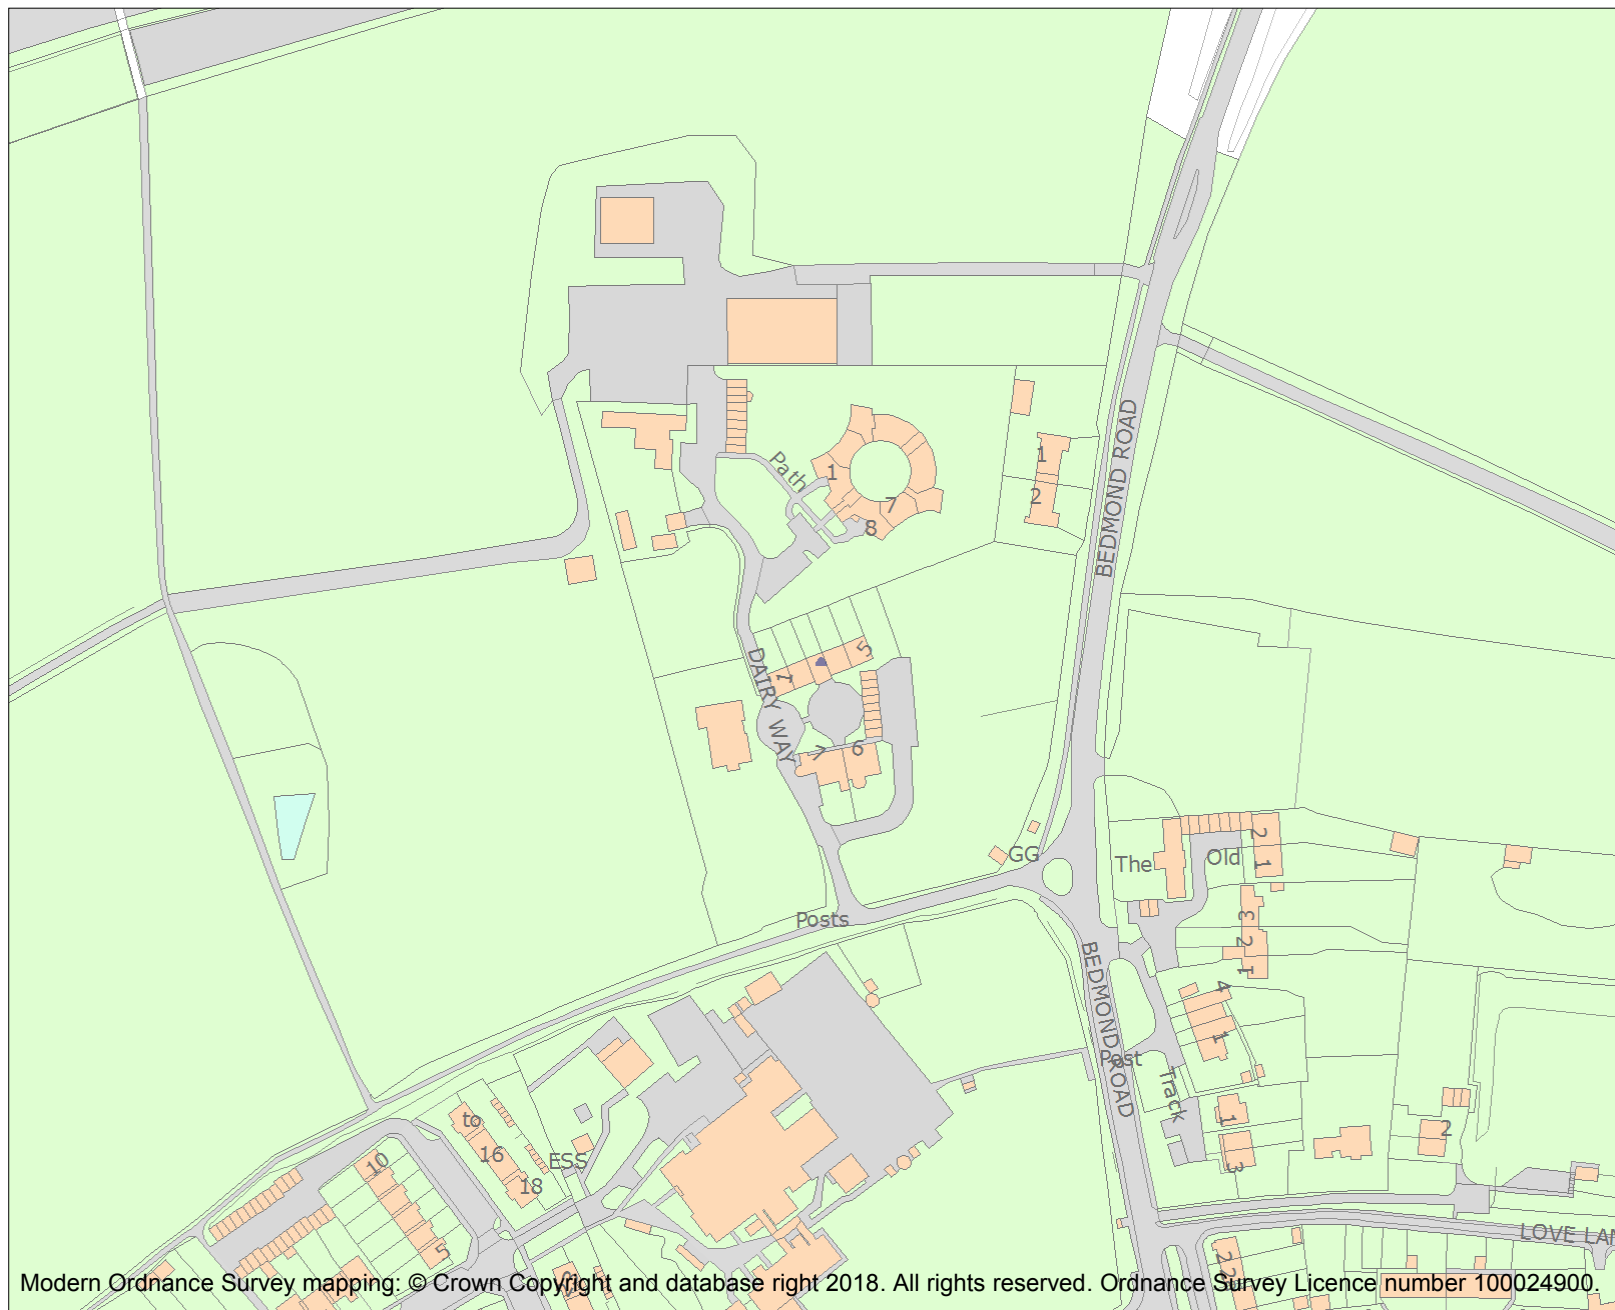 BEDMOND ROAD
1
2
Path
1
7
8
DAIRY WAY
1
5
7
6
GG
The
Old
2
1
Posts
3
2
1
BEDMOND ROAD
4
1
Post
Track
1
3
2
to
16
18
ESS
10
5
LOVE LAN
Modern Ordnance Survey mapping: © Crown Copyright and database right 2018. All rights reserved. Ordnance Survey Licence number 100024900.